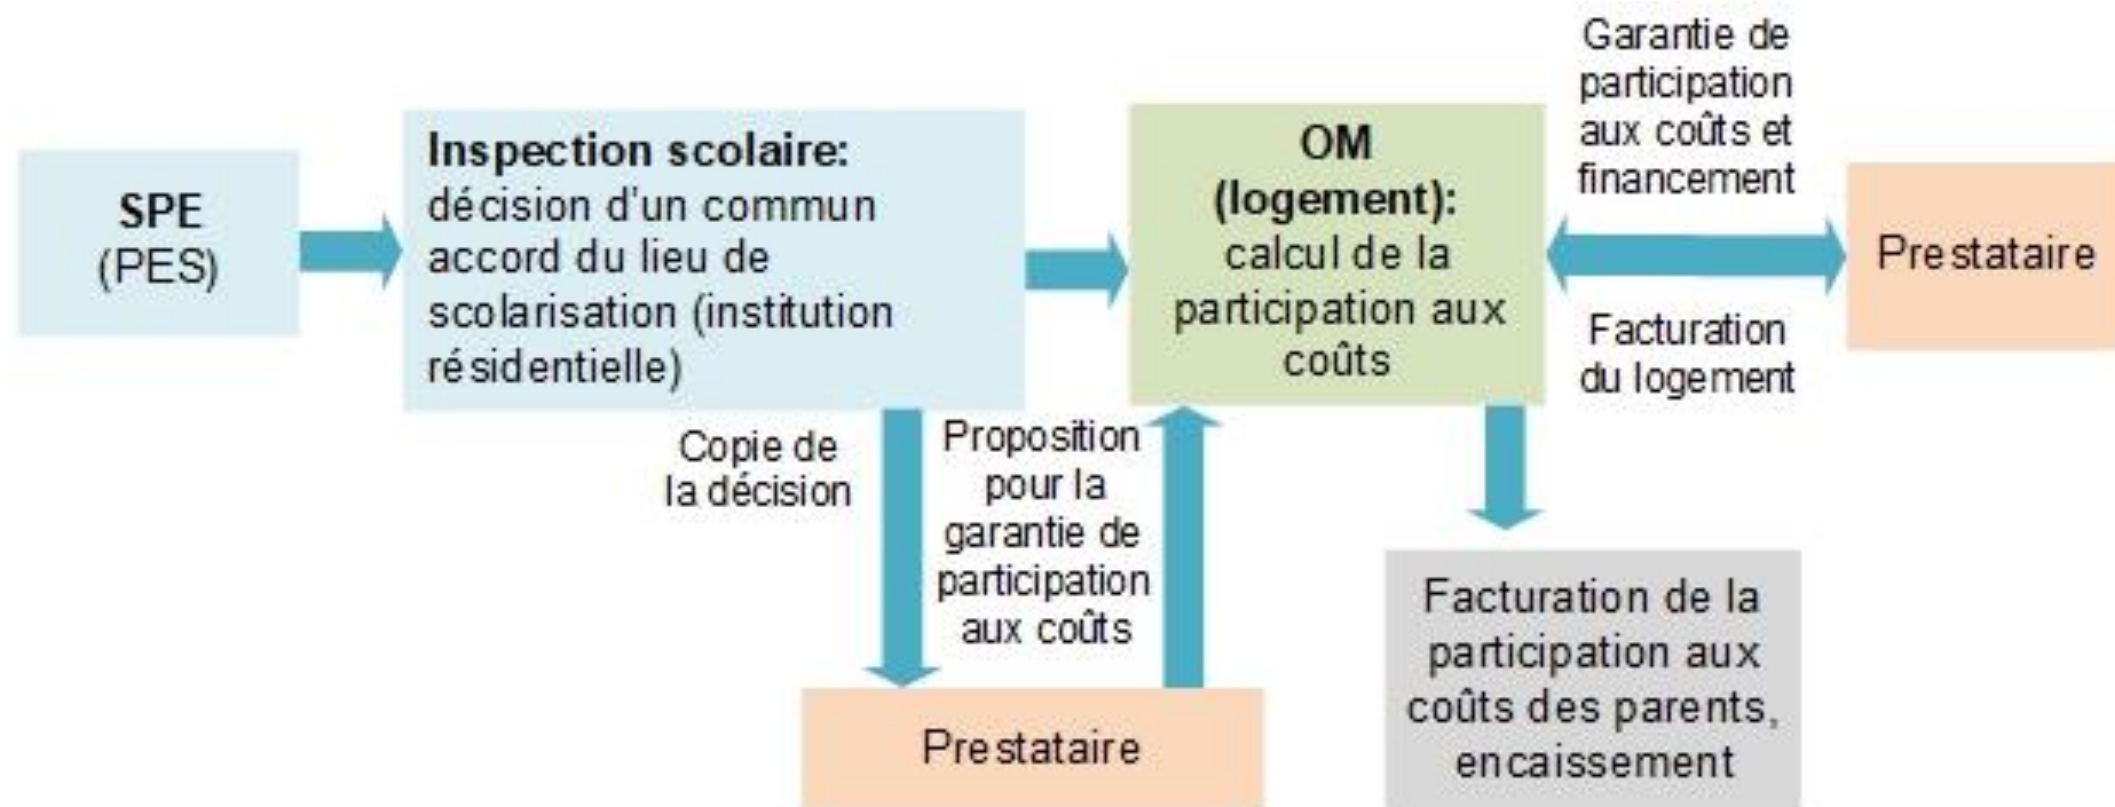 SPE
(PES)
Inspection scolaire:
décision d'un commun
accord du lieu de
scolarisation (institution
résidentielle)
OM
(logement):
calcul de la
participation aux
coûts
Garantie de
participation
aux coûts et
financement
Facturation
du logement
Prestataire
Copie de
la décision
Proposition
pour la
garantie de
participation
aux coûts
Prestataire
Facturation de la
participation aux
coûts des parents,
encaissement